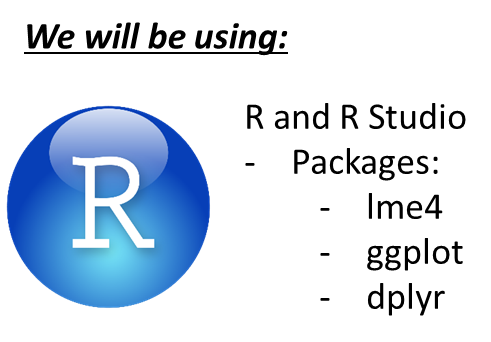 We will be using:
R
R and R Studio
- Packages:
- lme4
- ggplot
- dplyr